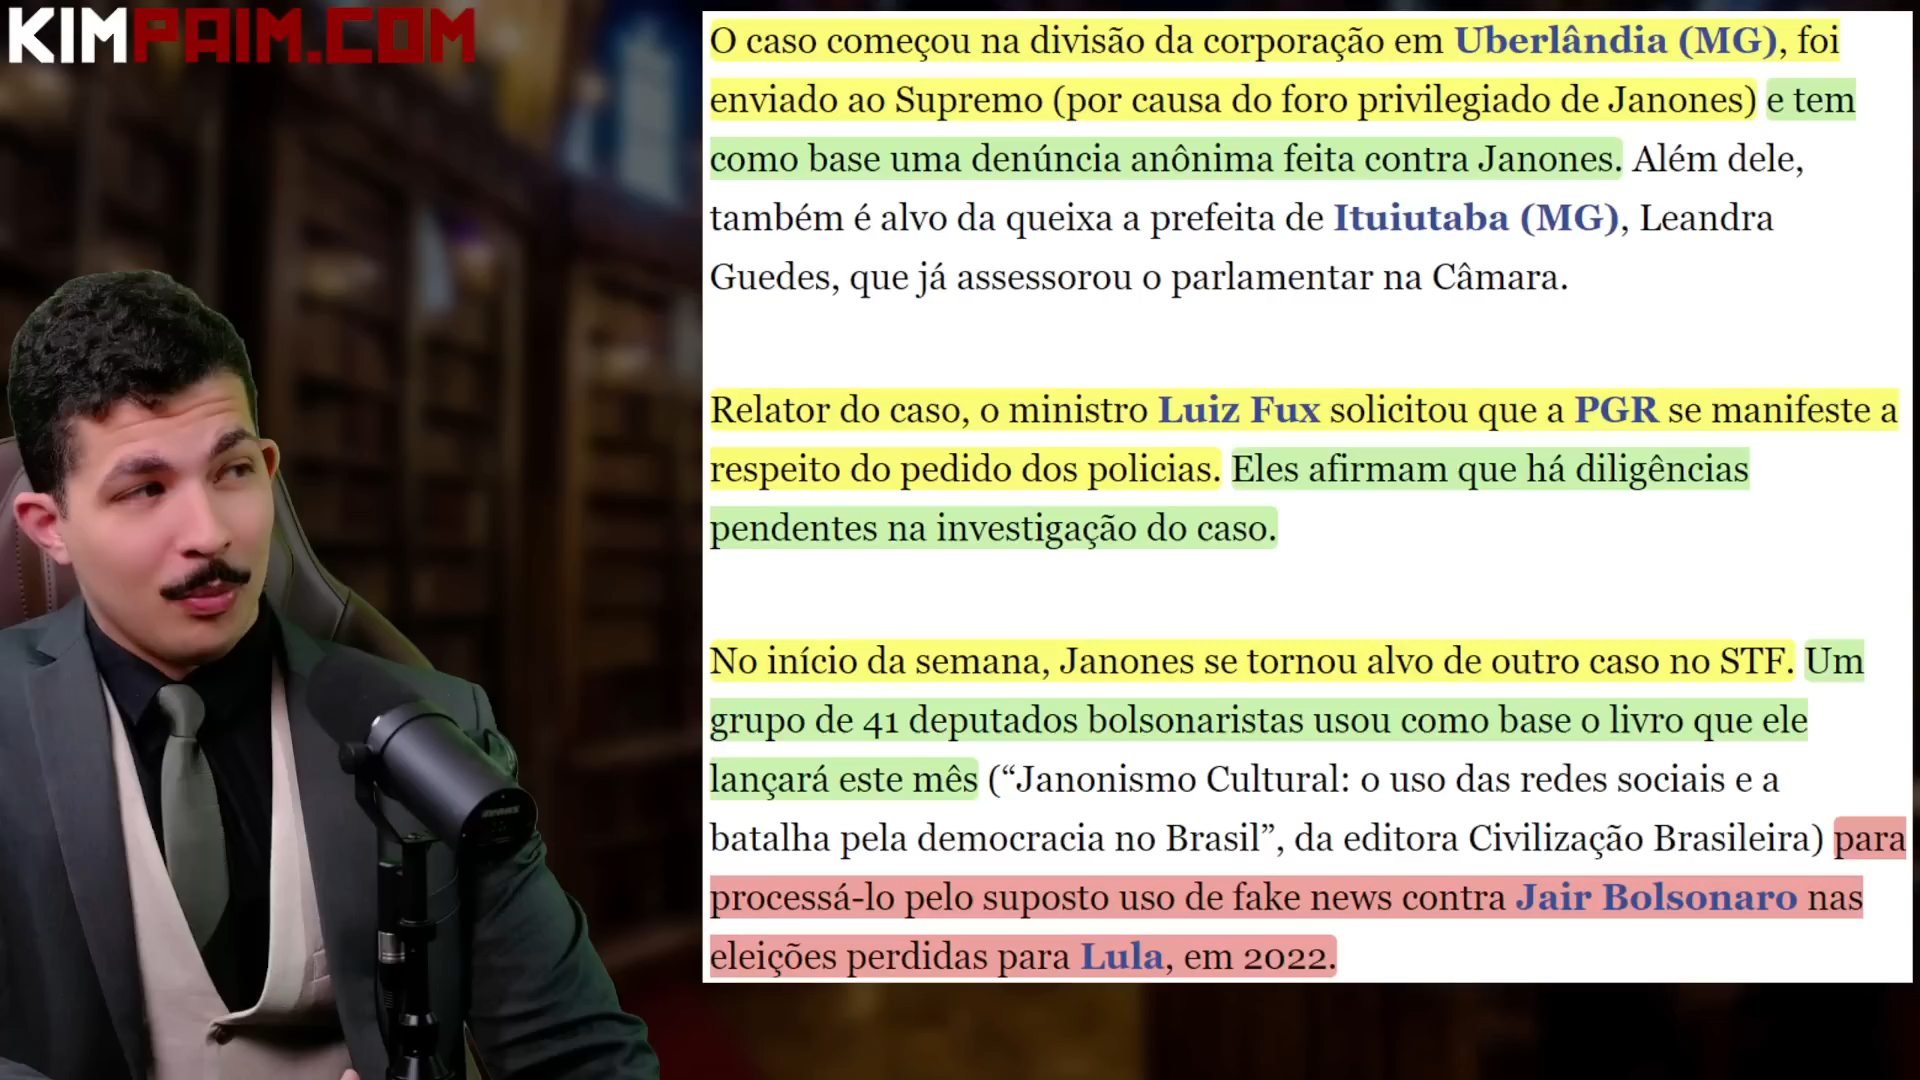 KIMPAIM.COM
O caso começou na divisão da corporação em Uberlândia (MG), foi
enviado ao Supremo (por causa do foro privilegiado de Janones) e tem
como base uma denúncia anônima feita contra Janones. Além dele,
também é alvo da queixa a prefeita de Ituiutaba (MG), Leandra
Guedes, que já assessorou o parlamentar na Câmara.
Relator do caso, o ministro Luiz Fux solicitou que a PGR se manifeste a
respeito do pedido dos policias. Eles afirmam que há diligências
pendentes na investigação do caso.
No início da semana, Janones se tornou alvo de outro caso no STF. Um
grupo de 41 deputados bolsonaristas usou como base o livro que ele
lançará este mês (“Janonismo Cultural: o uso das redes sociais e a
batalha pela democracia no Brasil”, da editora Civilização Brasileira) para
processá-lo pelo suposto uso de fake news contra Jair Bolsonaro nas
eleições perdidas para Lula, em 2022.